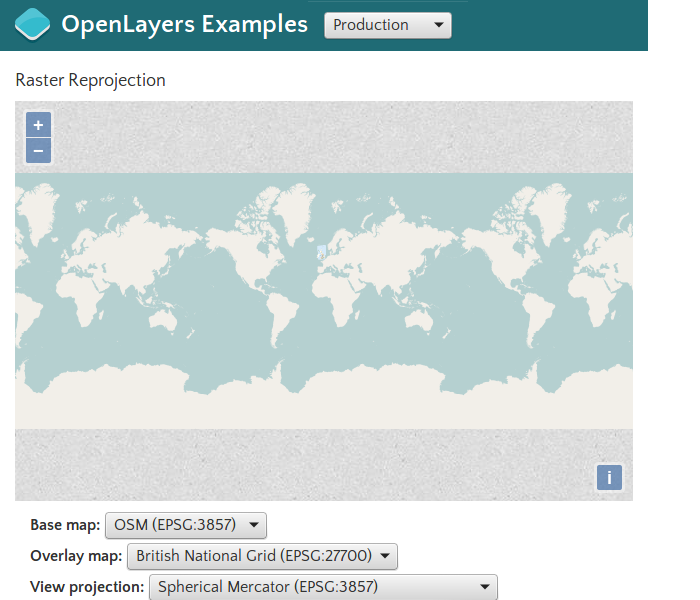 OpenLayers Examples Production
Raster Reprojection
+
–
i
Base map: OSM (EPSG:3857)
Overlay map: British National Grid (EPSG:27700)
View projection: Spherical Mercator (EPSG:3857)